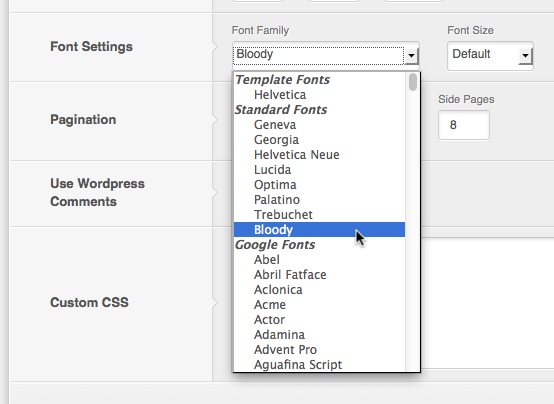 Font Settings
Font Family
Font Size
Bloody
Default
Template Fonts
Helvetica
Standard Fonts
Geneva
Georgia
Helvetica Neue
Lucida
Optima
Palatino
Trebuchet
Bloody
Google Fonts
Abel
Abril Fatface
Aclonica
Acme
Actor
Adamina
Advent Pro
Aguafina Script
Pagination
Side Pages
8
Use Wordpress
Comments
Custom CSS